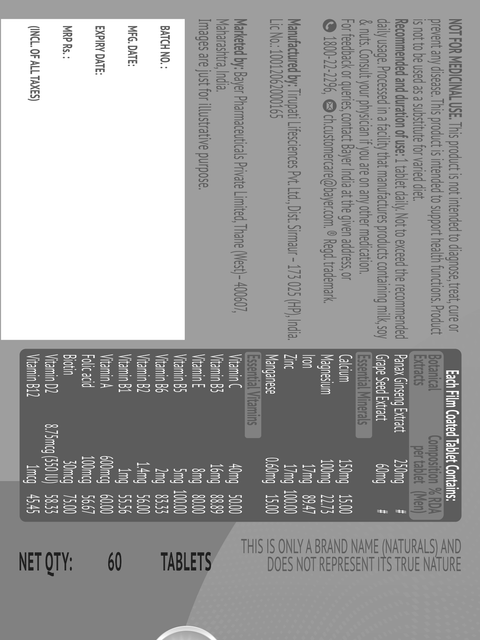 NOT FOR MEDICINAL USE. This product is not intended to diagnose, treat, cure or
prevent any disease. This product is intended to support health functions. Product
is not to be used as a substitute for varied diet.
Recommended and duration of use: 1 tablet daily. Not to exceed the recommended
daily usage. Processed in a facility that manufactures products containing milk, soy
& nuts. Consult your physician if you are on any other medication.
For feedback or queries, contact Bayer India at the given address, or
1800-22-2296, ch.customercare@bayer.com. ® Regd. trademark.
Manufactured by: Tirupati Lifesciences Pvt. Ltd., Dist. Sirmaur – 173 025 (HP), India.
Lic No.: 10012062000165
Marketed by: Bayer Pharmaceuticals Private Limited, Thane (West) – 400607,
Maharashtra, India.
Images are just for illustrative purpose.
BATCH NO. :
MFG. DATE:
EXPIRY DATE:
MRP Rs. :
(INCL. OF ALL TAXES)
Each Film Coated Tablet Contains:
Botanical Extracts Composition per tablet % RDA (Men)
Panax Ginseng Extract 250mg #
Grape Seed Extract 60mg #
Essential Minerals
Calcium 150mg 15.00
Magnesium 100mg 22.73
Iron 17mg 89.47
Zinc 17mg 100.00
Manganese 0.60mg 15.00
Essential Vitamins
Vitamin C 40mg 50.00
Vitamin B3 16mg 88.89
Vitamin E 8mg 80.00
Vitamin B5 5mg 100.00
Vitamin B6 2mg 83.33
Vitamin B2 1.4mg 56.00
Vitamin B1 1mg 55.56
Vitamin A 600mcg 60.00
Folic acid 100mcg 56.67
Biotin 30mcg 75.00
Vitamin D2 8.75mcg (350 IU) 58.33
Vitamin B12 1mcg 45.45
THIS IS ONLY A BRAND NAME (NATURALS) AND
DOES NOT REPRESENT ITS TRUE NATURE
NET QTY: 60 TABLETS